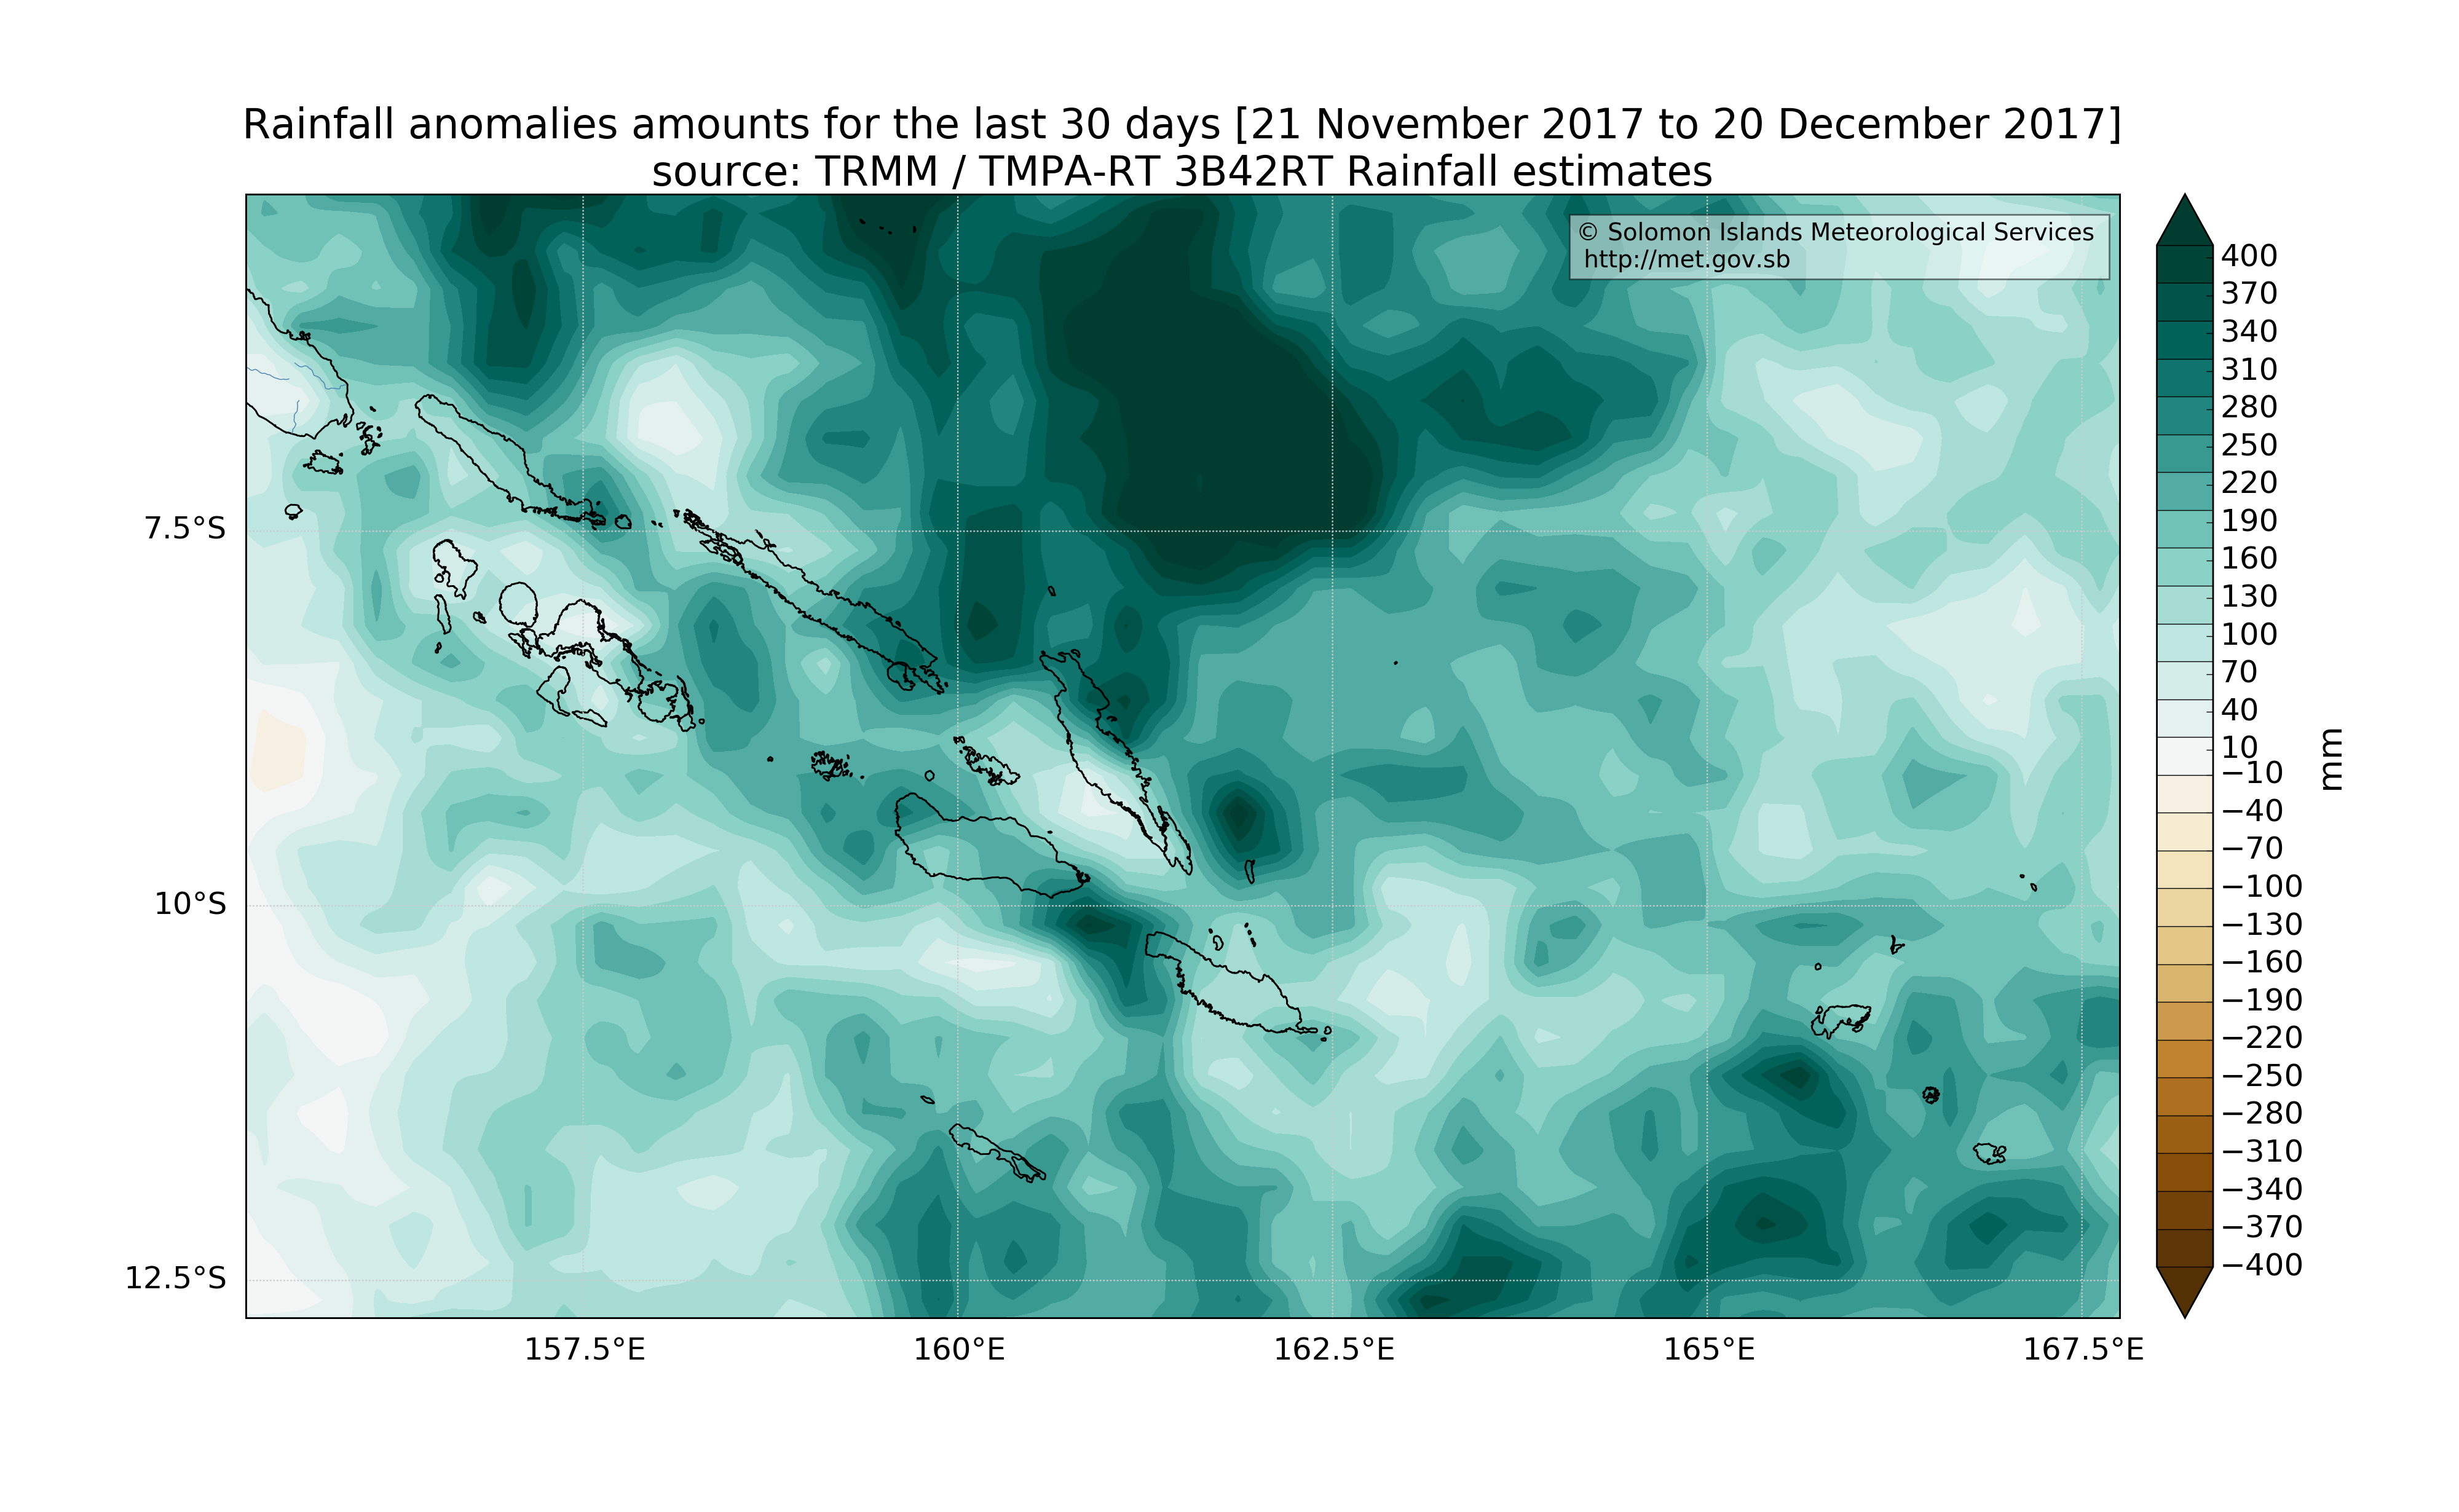 Rainfall anomalies amounts for the last 30 days [21 November 2017 to 20 December 2017]
source: TRMM / TMPA-RT 3B42RT Rainfall estimates
© Solomon Islands Meteorological Services
http://met.gov.sb
7.5°S
10°S
12.5°S
157.5°E
160°E
162.5°E
165°E
167.5°E
400
370
340
310
280
250
220
190
160
130
100
70
40
10
−10
−40
−70
−100
−130
−160
−190
−220
−250
−280
−310
−340
−370
−400
mm